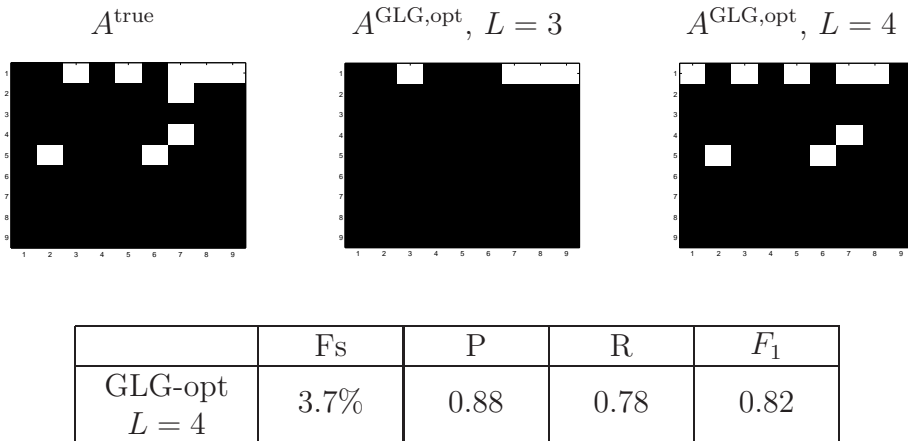 A^true A^GLG,opt, L = 3 A^GLG,opt, L = 4
1 1 1
2 2 2
3 3 3
4 4 4
5 5 5
6 6 6
7 7 7
8 8 8
9 9 9
1 2 3 4 5 6 7 8 9 1 2 3 4 5 6 7 8 9 1 2 3 4 5 6 7 8 9
Fs P R F₁
GLG-opt
L = 4 3.7% 0.88 0.78 0.82